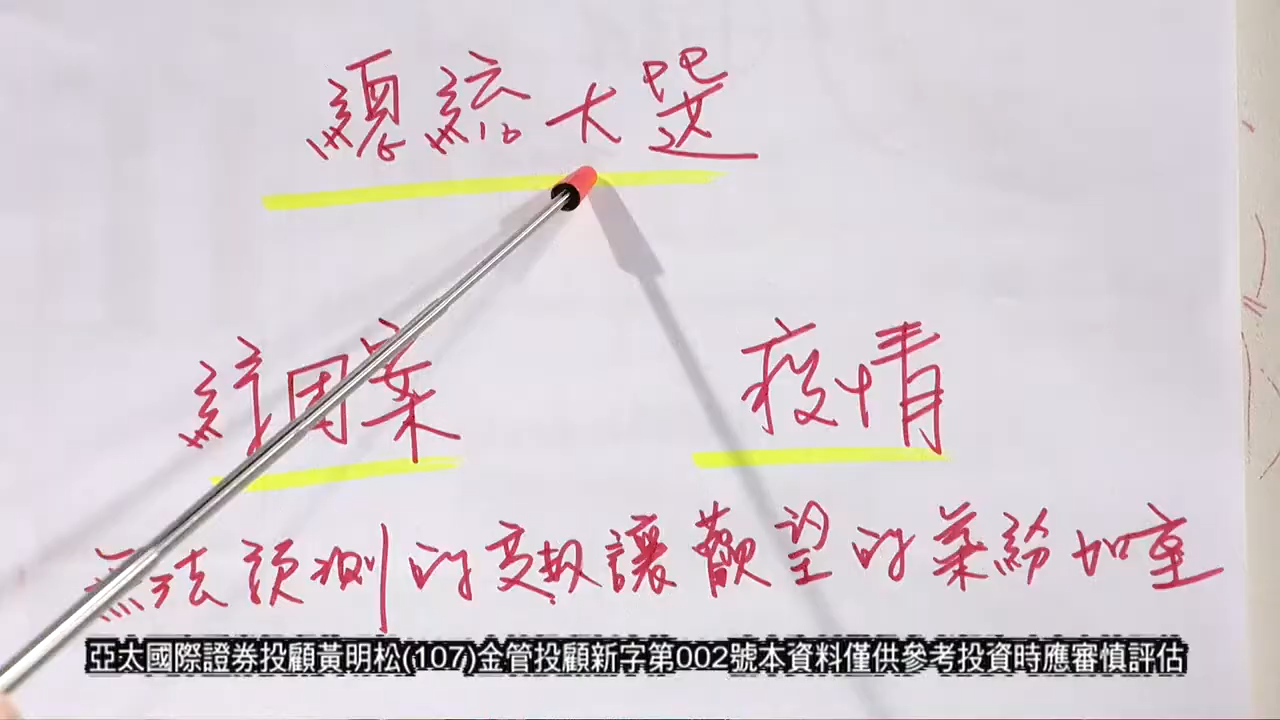 總統大選
紓困案 疫情
無法預測的變數讓觀望的氣氛加重
亞太國際證券投顧黃明松(107)金管投顧新字第002號本資料僅供參考投資時應審慎評估